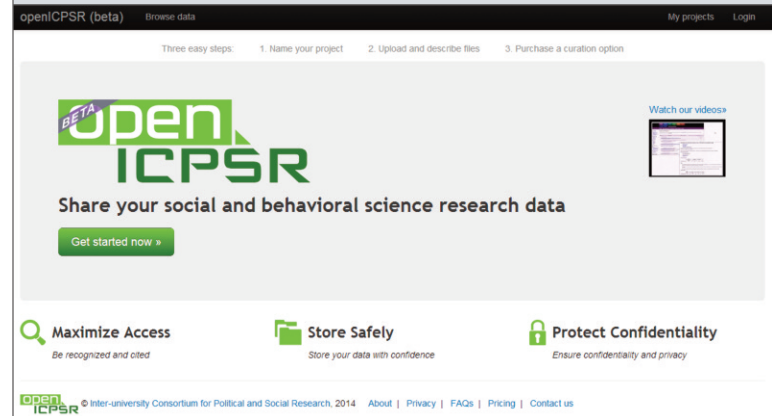 openICPSR (beta) Browse data My projects Login
Three easy steps: 1. Name your project 2. Upload and describe files 3. Purchase a curation option
Watch our videos»
BETA
open
ICPSR
Share your social and behavioral science research data
Get started now »
Maximize Access Store Safely Protect Confidentiality
Be recognized and cited Store your data with confidence Ensure confidentiality and privacy
open ICPSR © Inter-university Consortium for Political and Social Research, 2014 About | Privacy | FAQs | Pricing | Contact us